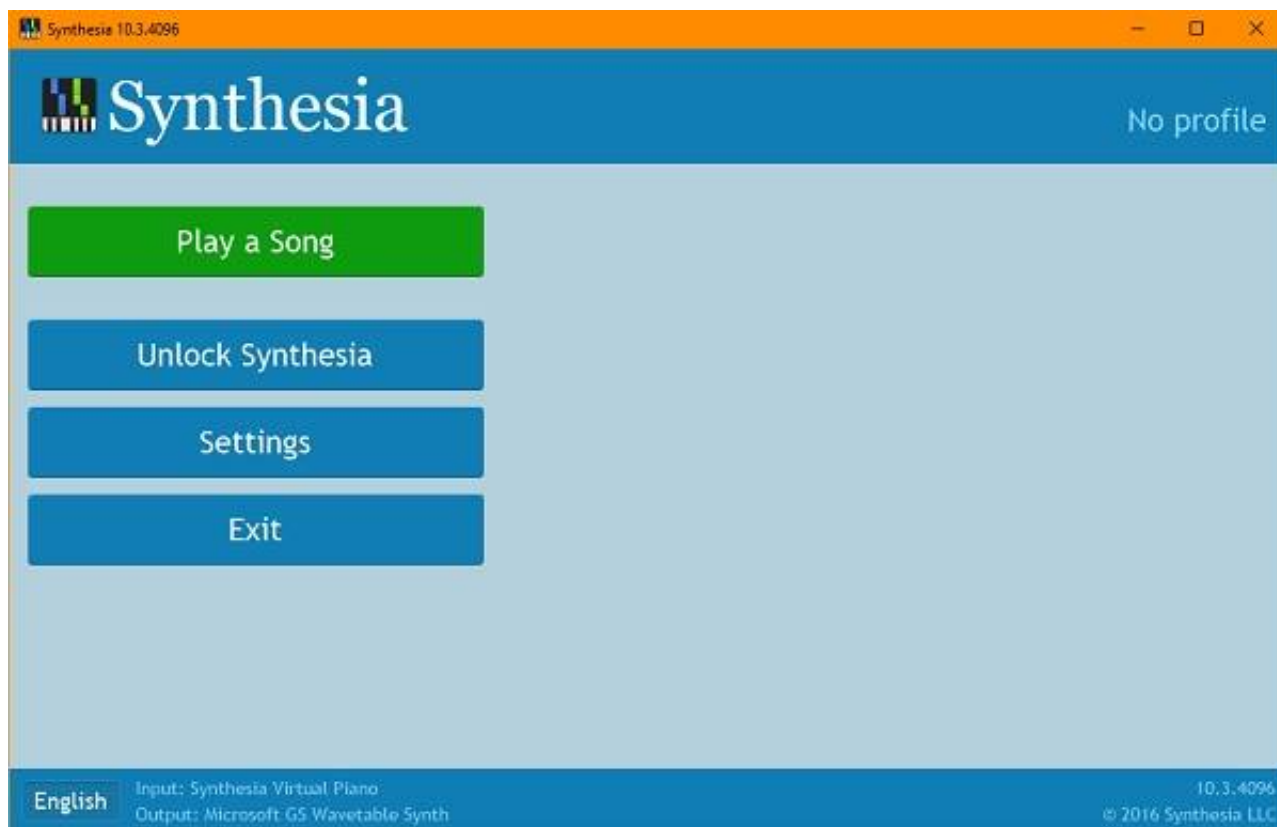 Synthesia 10.3.4096
Synthesia
No profile
Play a Song
Unlock Synthesia
Settings
Exit
English
Input: Synthesia Virtual Piano
Output: Microsoft GS Wavetable Synth
10.3.4096
© 2016 Synthesia LLC